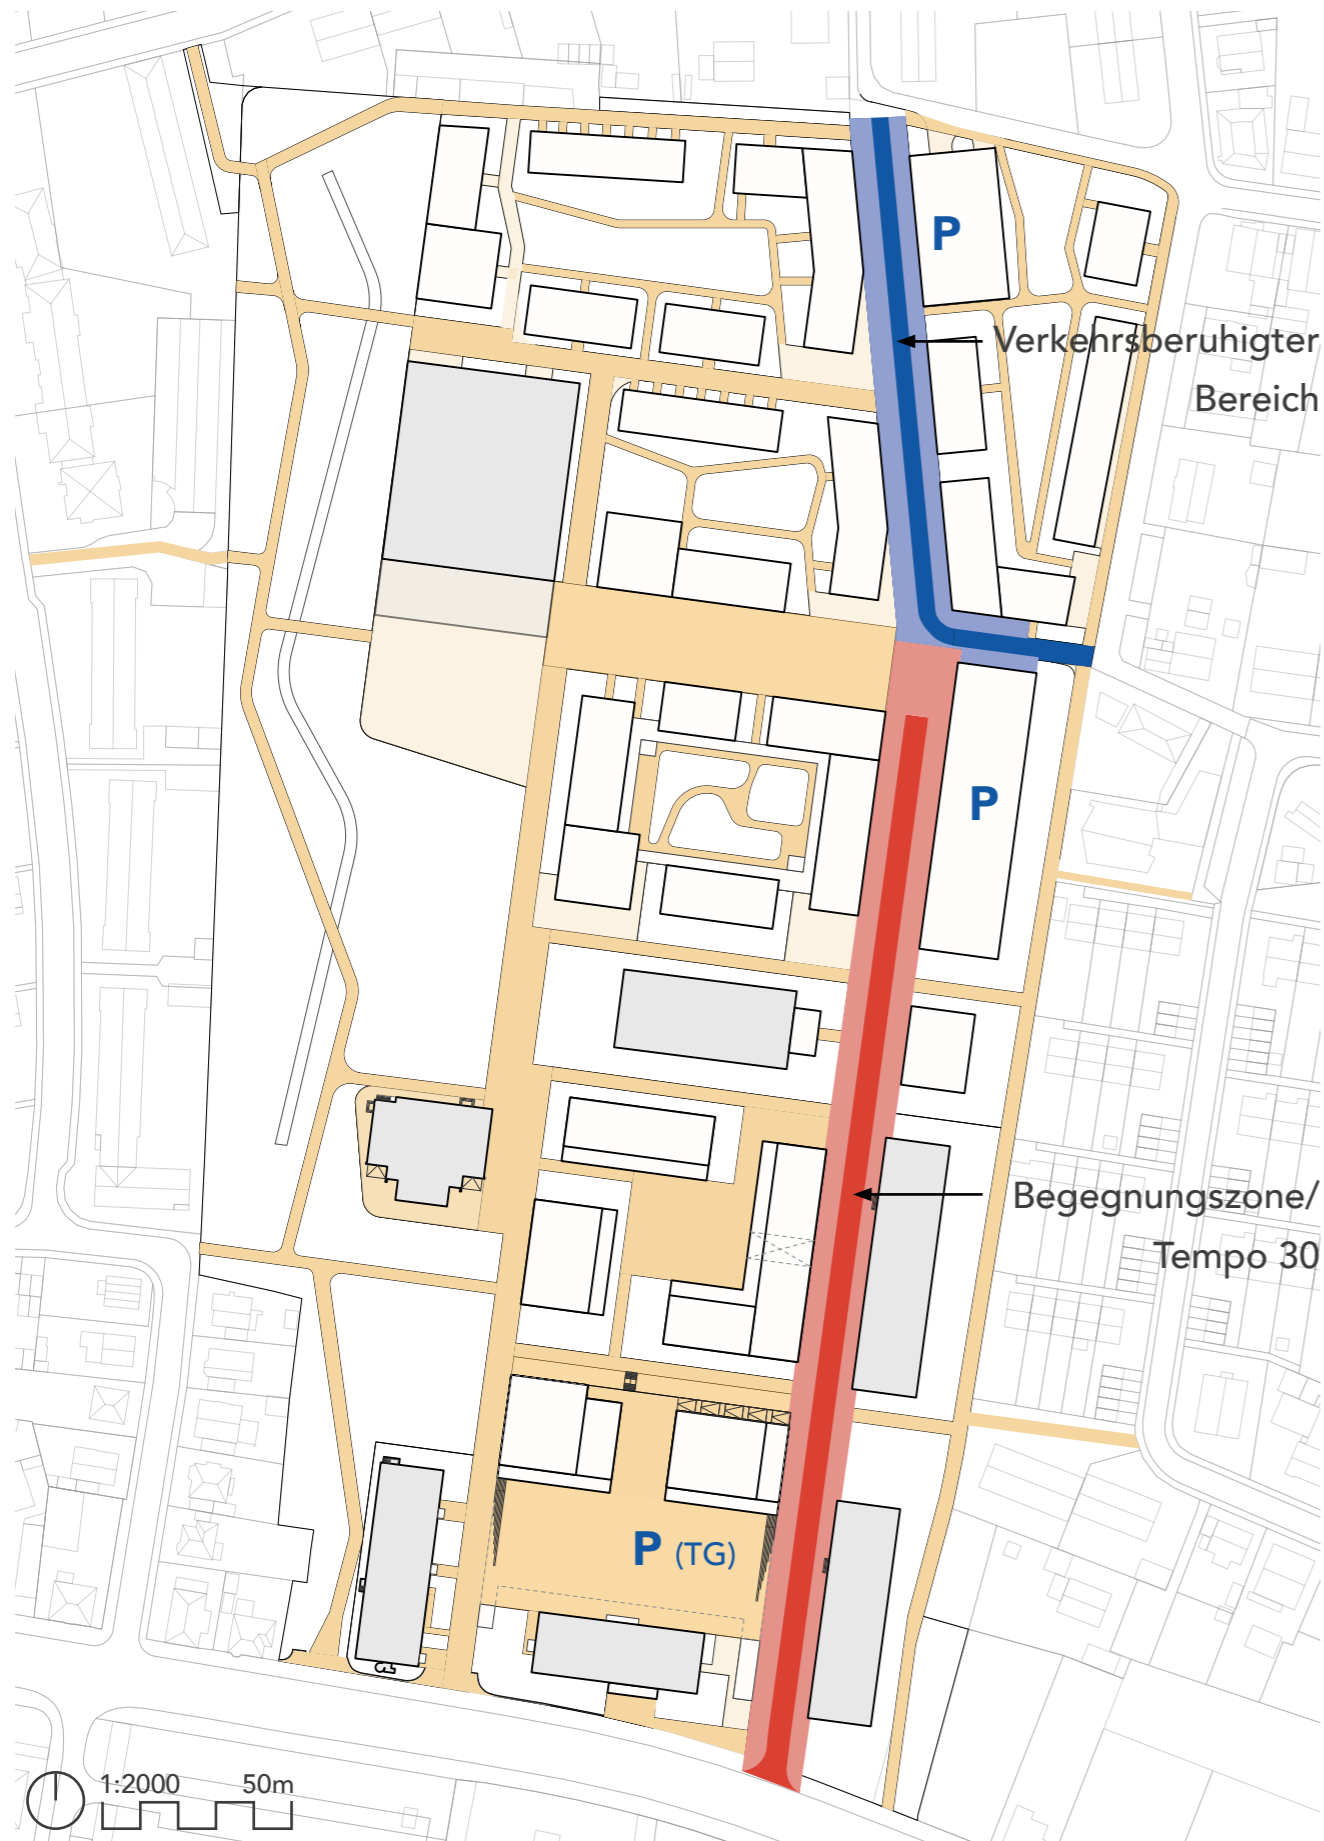 P
Verkehrsberuhigter
Bereich
P
Begegnungszone/
Tempo 30
P (TG)
1:2000 50m